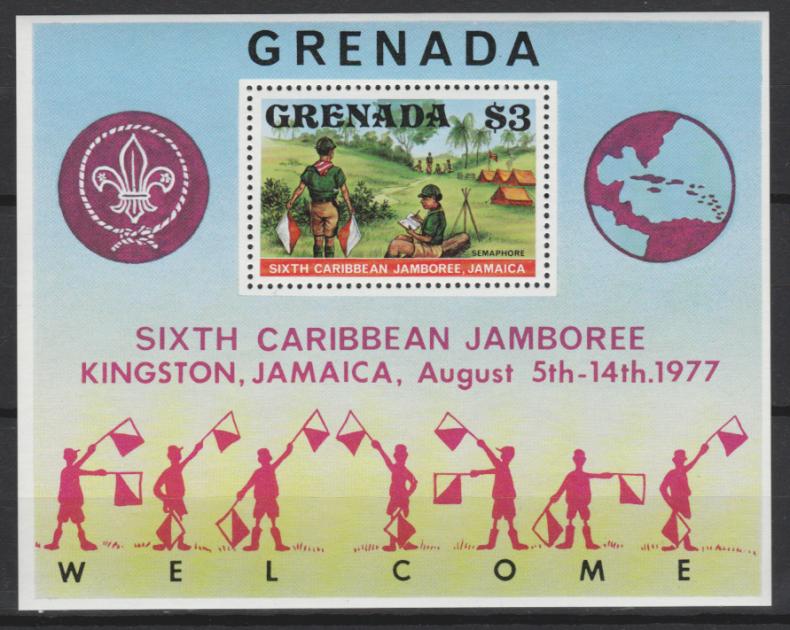 GRENADA
GRENADA $3
SEMAPHORE
SIXTH CARIBBEAN JAMBOREE, JAMAICA
SIXTH CARIBBEAN JAMBOREE
KINGSTON, JAMAICA, August 5th-14th.1977
W E L C O M E